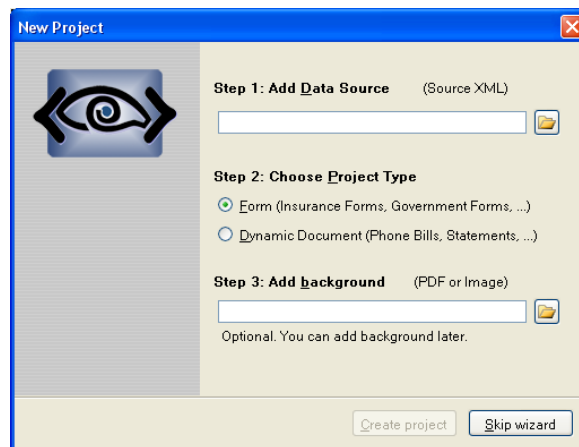 New Project
Step 1: Add Data Source (Source XML)
Step 2: Choose Project Type
Form (Insurance Forms, Government Forms, ...)
Dynamic Document (Phone Bills, Statements, ...)
Step 3: Add background (PDF or Image)
Optional. You can add background later.
Create project Skip wizard